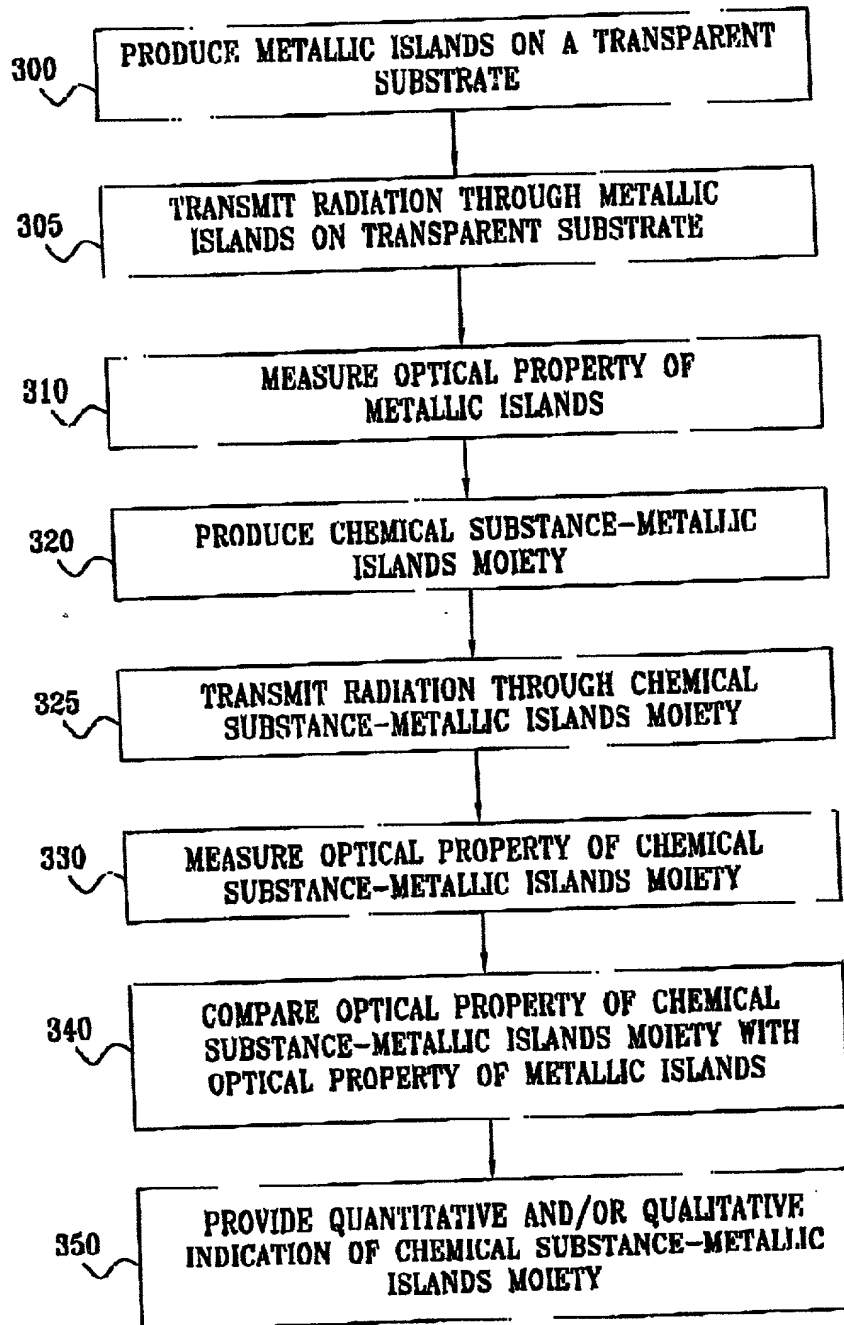 300
PRODUCE METALLIC ISLANDS ON A TRANSPARENT
SUBSTRATE
305
TRANSMIT RADIATION THROUGH METALLIC
ISLANDS ON TRANSPARENT SUBSTRATE
310
MEASURE OPTICAL PROPERTY OF
METALLIC ISLANDS
320
PRODUCE CHEMICAL SUBSTANCE-METALLIC
ISLANDS MOIETY
325
TRANSMIT RADIATION THROUGH CHEMICAL
SUBSTANCE-METALLIC ISLANDS MOIETY
330
MEASURE OPTICAL PROPERTY OF CHEMICAL
SUBSTANCE-METALLIC ISLANDS MOIETY
340
COMPARE OPTICAL PROPERTY OF CHEMICAL
SUBSTANCE-METALLIC ISLANDS MOIETY WITH
OPTICAL PROPERTY OF METALLIC ISLANDS
350
PROVIDE QUANTITATIVE AND/OR QUALITATIVE
INDICATION OF CHEMICAL SUBSTANCE-METALLIC
ISLANDS MOIETY